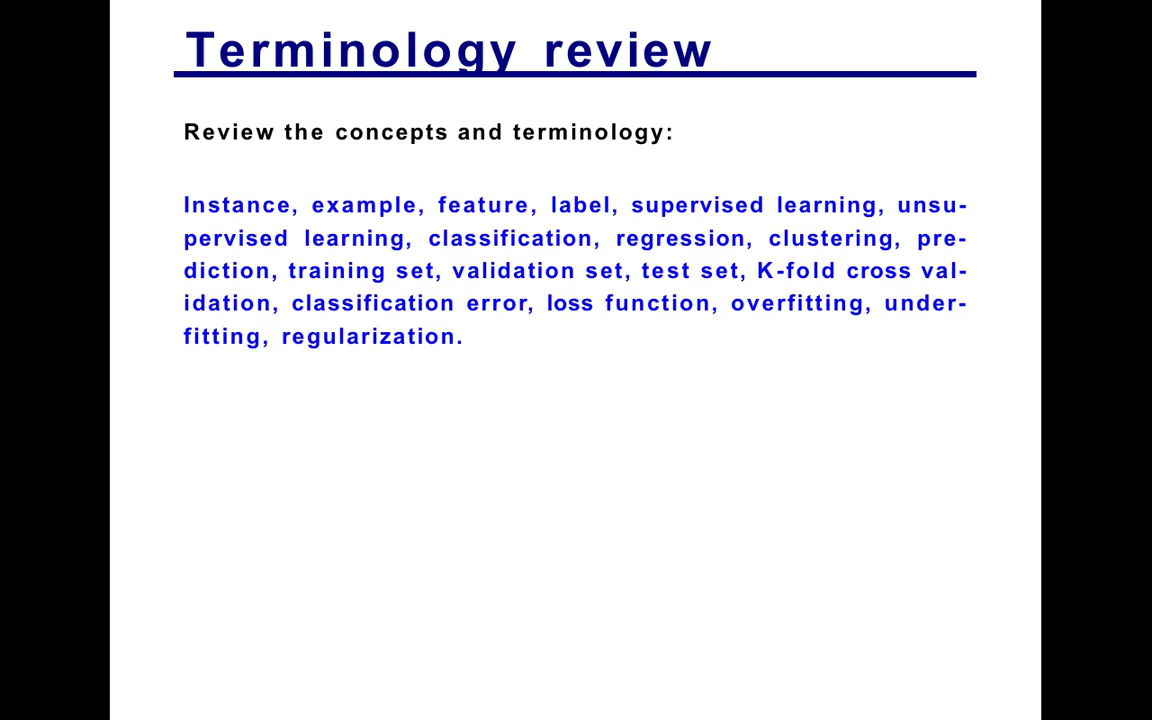 Terminology review
Review the concepts and terminology:
Instance, example, feature, label, supervised learning, unsu-
pervised learning, classification, regression, clustering, pre-
diction, training set, validation set, test set, K-fold cross val-
idation, classification error, loss function, overfitting, under-
fitting, regularization.